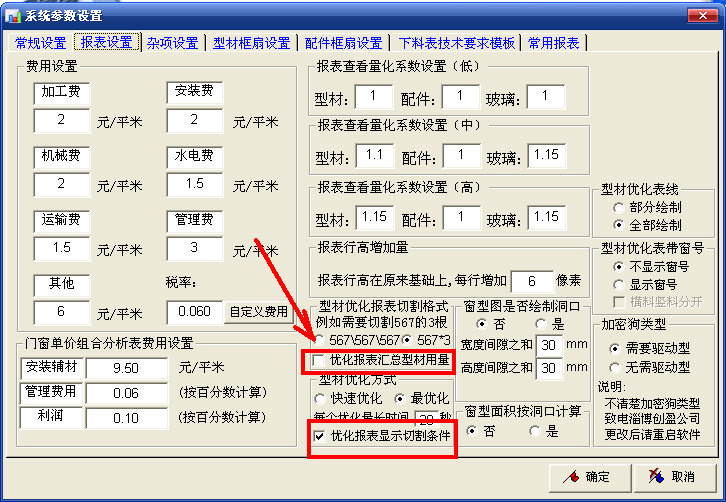 系统参数设置
常规设置 报表设置 杂项设置 型材框扇设置 配件框扇设置 下料表技术要求模板 常用报表
费用设置
加工费 安装费
2 元/平米 2 元/平米
机械费 水电费
2 元/平米 1.5 元/平米
运输费 管理费
1.5 元/平米 3 元/平米
其他 税率:
6 元/平米 0.060 自定义费用
门窗单价组合分析表费用设置
安装辅材 9.50 元/平米
管理费用 0.06 (按百分数计算)
利润 0.10 (按百分数计算)
报表查看量化系数设置（低）
型材: 1 配件: 1 玻璃: 1
报表查看量化系数设置（中）
型材: 1.1 配件: 1 玻璃: 1.15
报表查看量化系数设置（高）
型材: 1.15 配件: 1 玻璃: 1.15
报表行高增加量
报表行高在原来基础上,每行增加 6 像素
型材优化报表切割格式
例如需要切割567的3根
567\567\567 567*3
优化报表汇总型材用量
型材优化方式
快速优化 最优化
每个优化最长时间 20 秒
优化报表显示切割条件
窗型图是否绘制洞口
否 是
宽度间隙之和 30 mm
高度间隙之和 30 mm
窗型面积按洞口计算
否 是
型材优化表线
部分绘制
全部绘制
型材优化表带窗号
不显示窗号
显示窗号
横料竖料分开
加密狗类型
需要驱动型
无需驱动型
说明:
不清楚加密狗类型
致电淄博创盈公司
更改后请重启软件
确定 取消